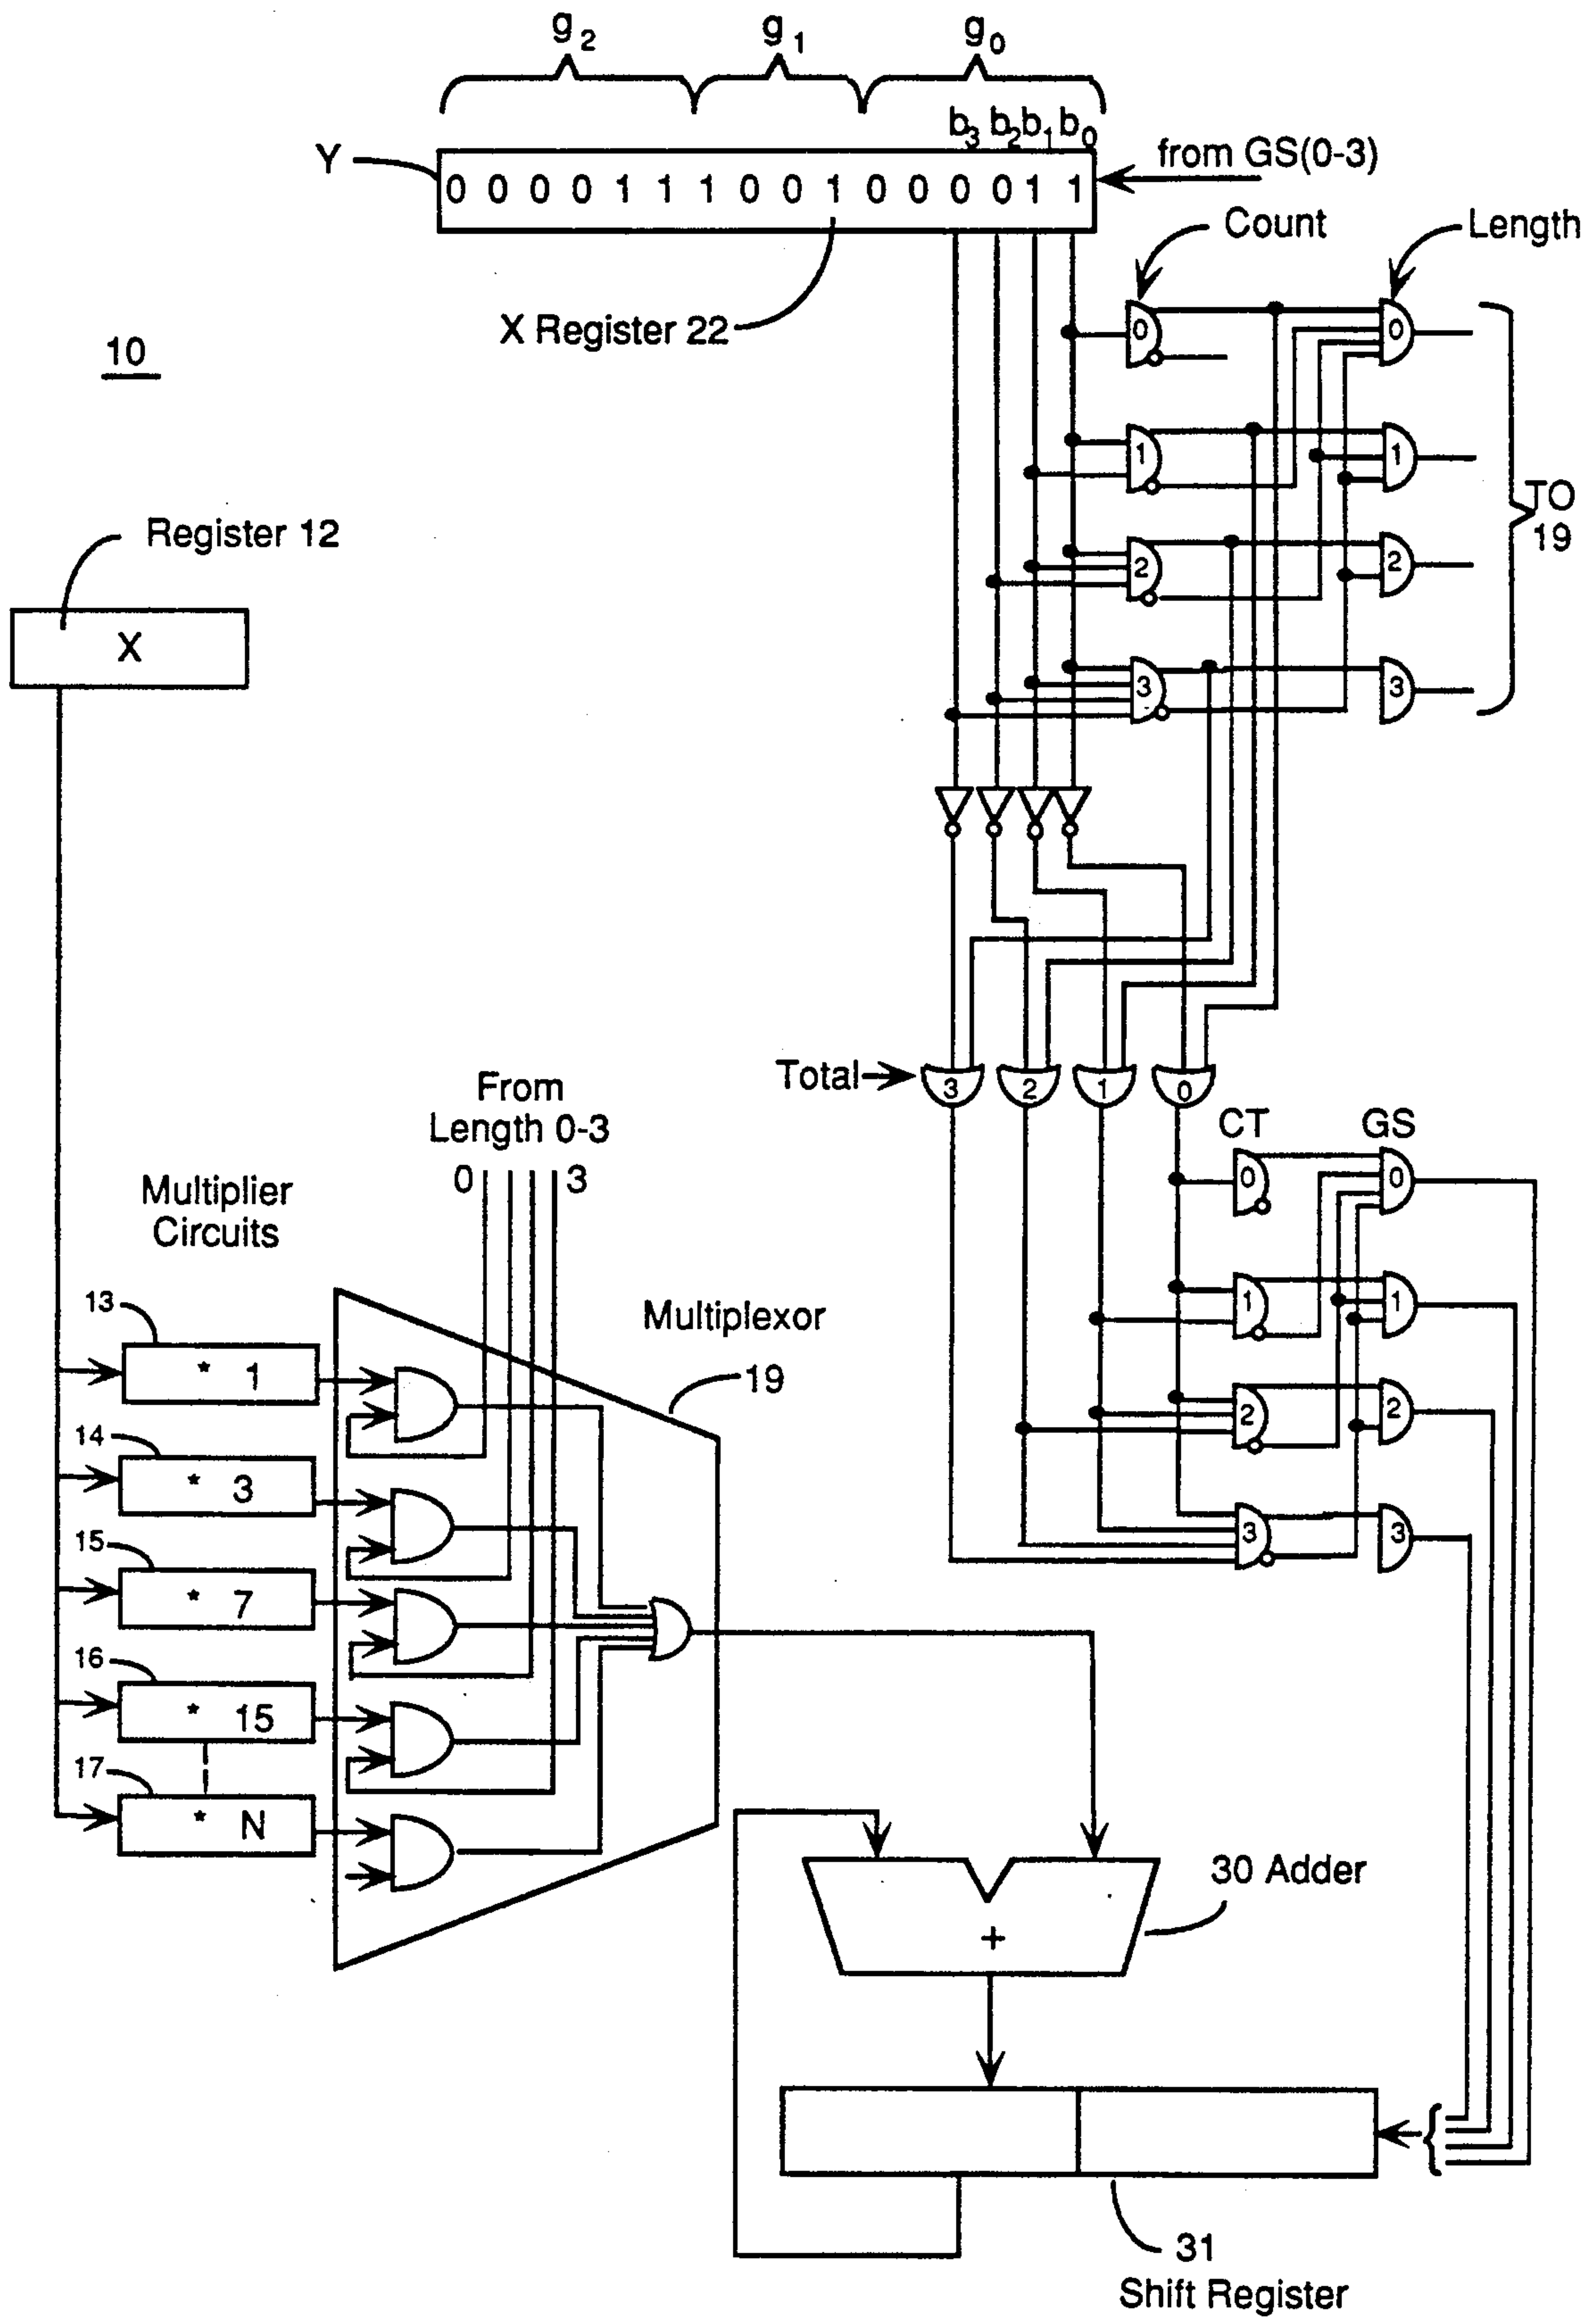 g2 g1 g0
b3 b2 b1 b0
Y
0 0 0 0 1 1 1 0 0 1 0 0 0 0 1 1
from GS(0-3)
Count
Length
X Register 22
10
0
0
1
1
TO
19
Register 12
2
2
X
3
3
Total
3
2
1
0
From
Length 0-3
0
3
CT
GS
Multiplier
Circuits
0
0
13
* 1
Multiplexor
19
1
1
14
* 3
2
2
15
* 7
3
3
16
* 15
17
* N
30 Adder
+
31
Shift Register